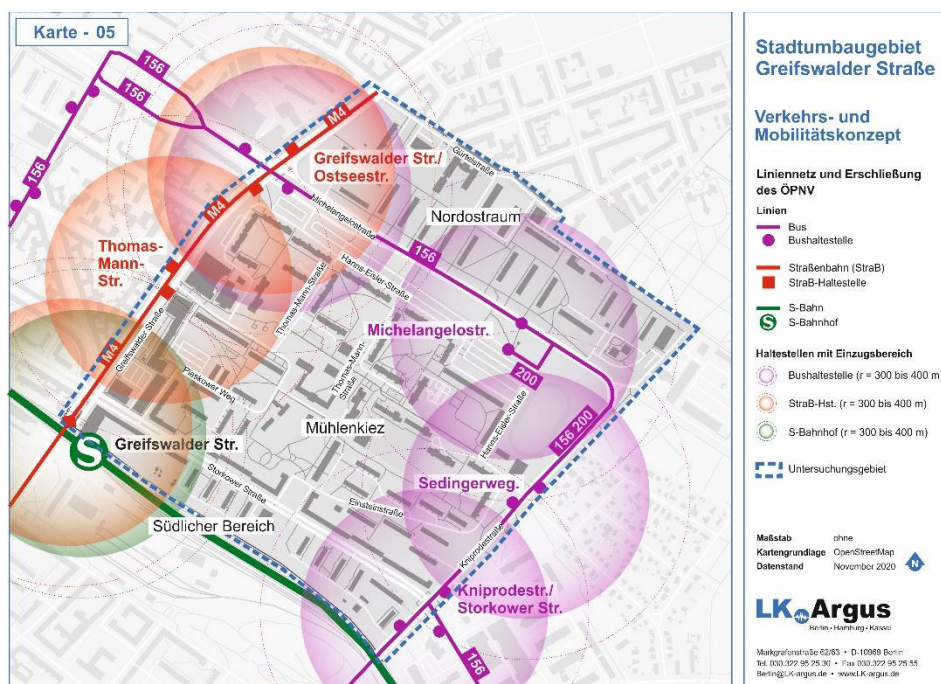 Karte - 05
156
156
156
M4
Greifswalder Str./
Ostseestr.
Gürtelstraße
Nordostraum
M4
Michelangelostraße
156
Thomas-
Mann-
Str.
Hanns-Eisler-Straße
Thomas-Mann-Straße
Michelangelostr.
Greifswalder Straße
M4
200
Thomas-Mann-
Straße
Hanns-Eisler-Straße
156 200
Mühlenkiez
Greifswalder Str.
Sedingerweg.
Storkower Straße
Einsteinstraße
Südlicher Bereich
Kniprodestraße
Kniprodestr./
Storkower Str.
156
Stadtumbaugebiet
Greifswalder Straße
Verkehrs- und
Mobilitätskonzept
Liniennetz und Erschließung
des ÖPNV
Linien
Bus
Bushaltestelle
Straßenbahn (StraB)
StraB-Haltestelle
S-Bahn
S S-Bahnhof
Haltestellen mit Einzugsbereich
Bushaltestelle (r = 300 bis 400 m)
StraB-Hst. (r = 300 bis 400 m)
S-Bahnhof (r = 300 bis 400 m)
Untersuchungsgebiet
Maßstab ohne
Kartengrundlage OpenStreetMap
Datenstand November 2020
N
LK Argus
Berlin • Hamburg • Kassel
Markgrafenstraße 62/63 • D-10969 Berlin
Tel. 030.322 95 25 30 • Fax 030.322 95 25 55
Berlin@LK-argus.de • www.LK-argus.de